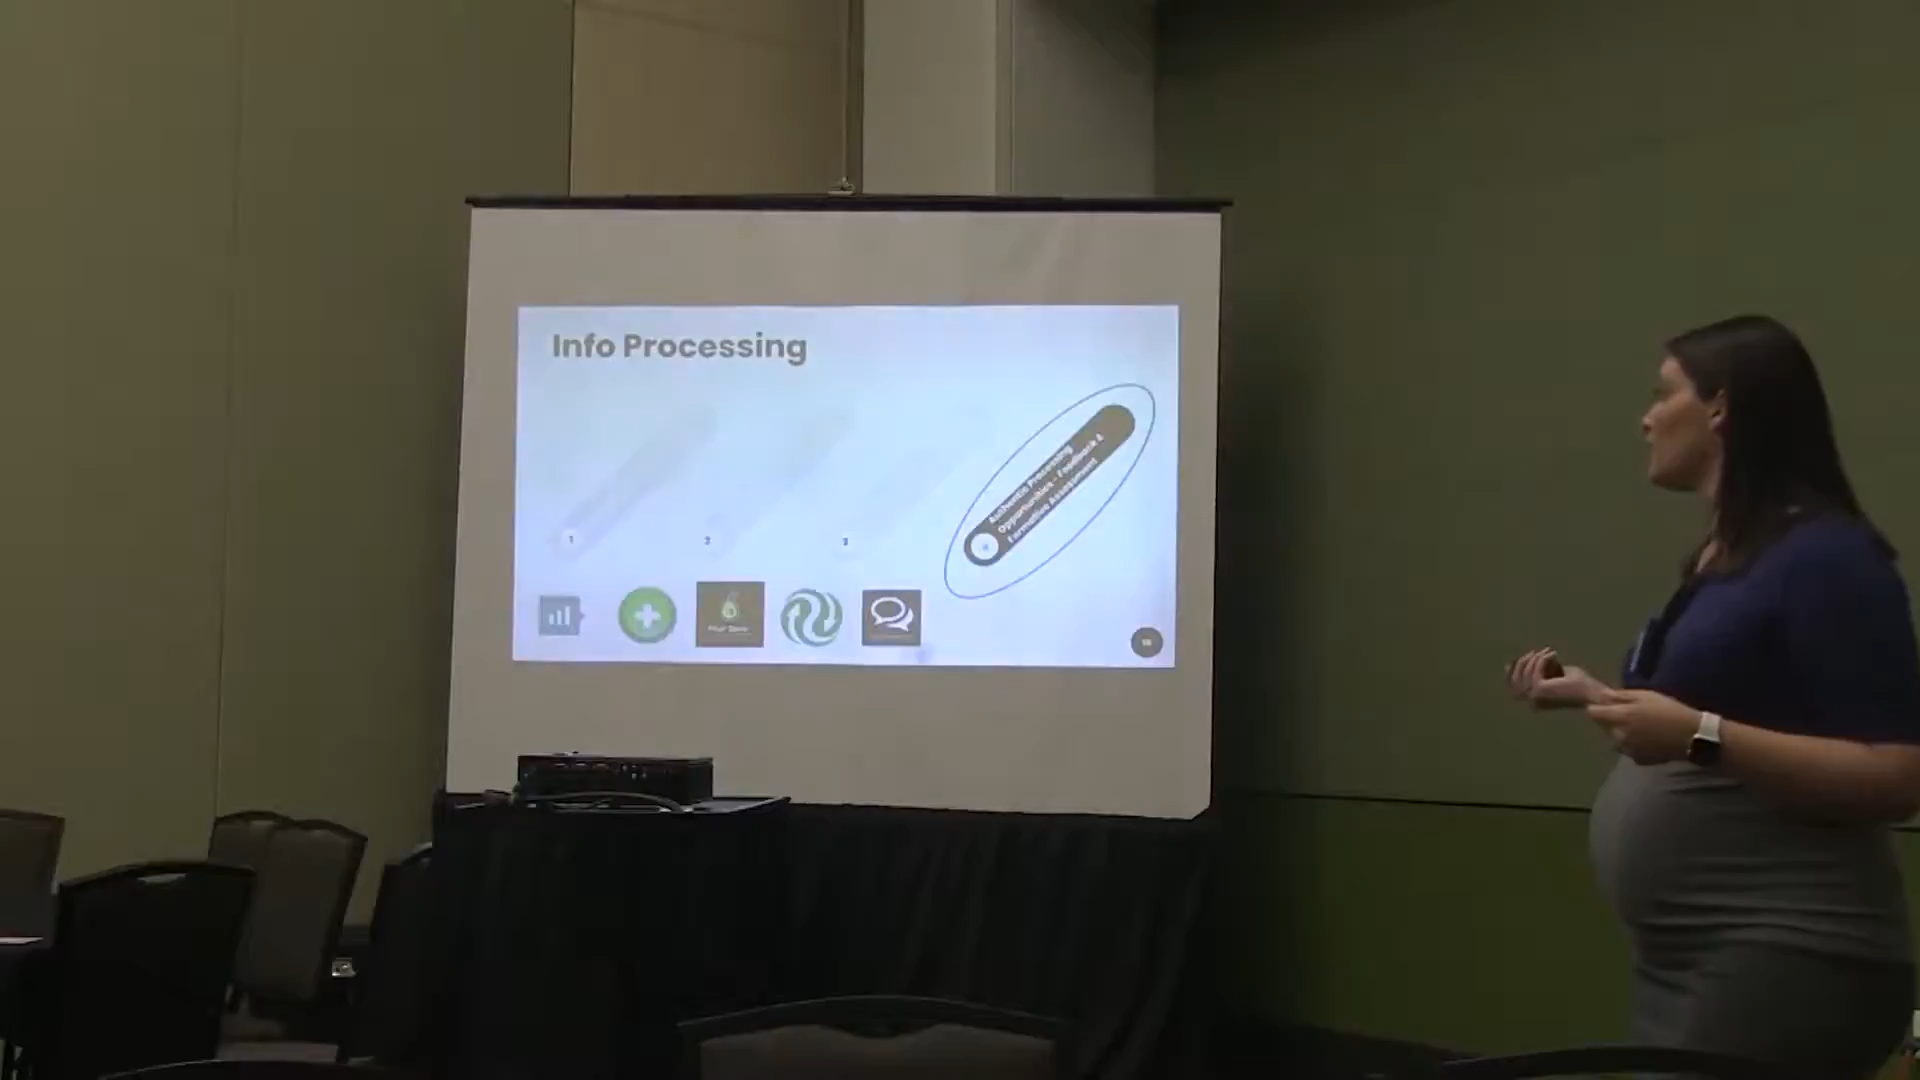 Info Processing
Authentic Processing
Opportunities - Feedback &
Formative Assessment
1
2
3
Pear Deck